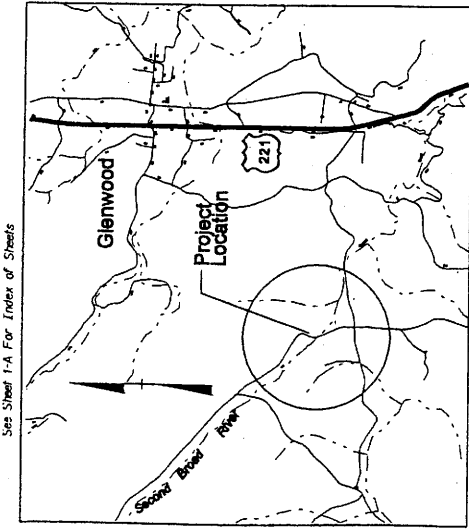 See Sheet 1-A For Index of Sheets
Glenwood
221
Project
Location
Second Broad River